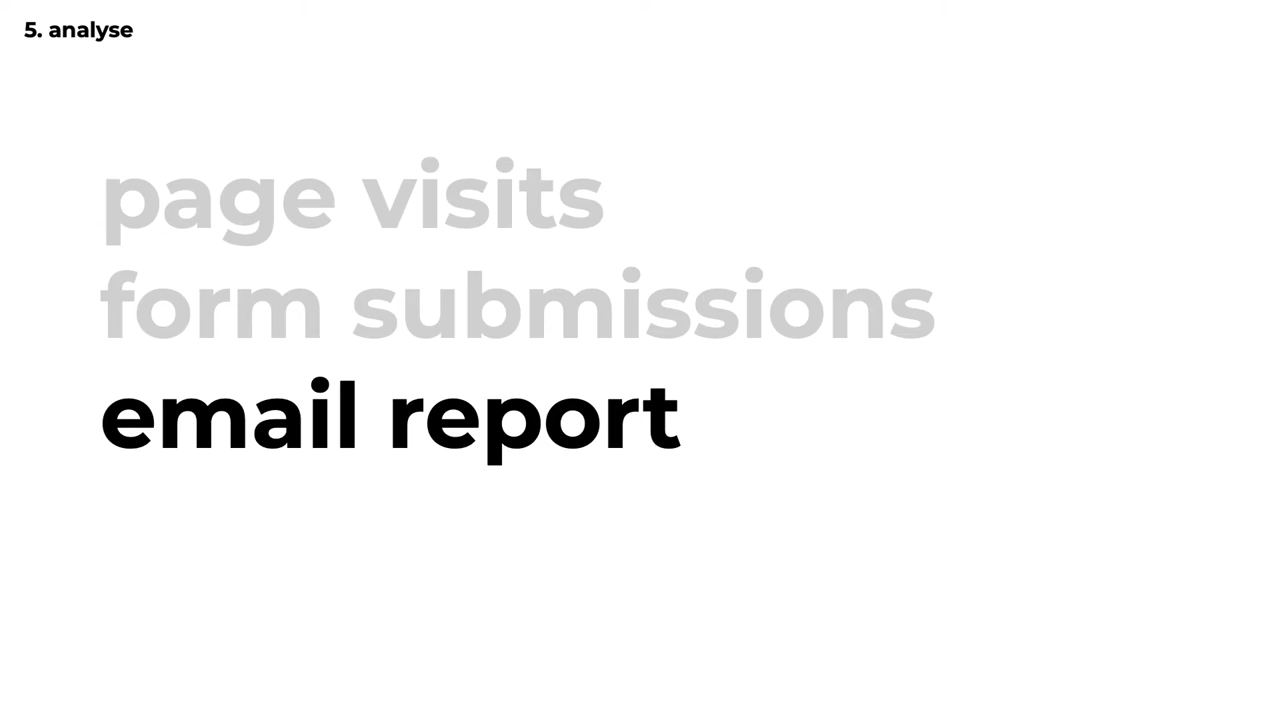 5. analyse
page visits
form submissions
email report